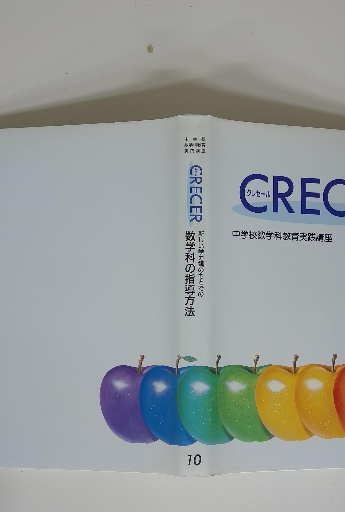 CRECER
数学科の指導方法
10
クレセール
CREC
中学校数学科教育実践講座